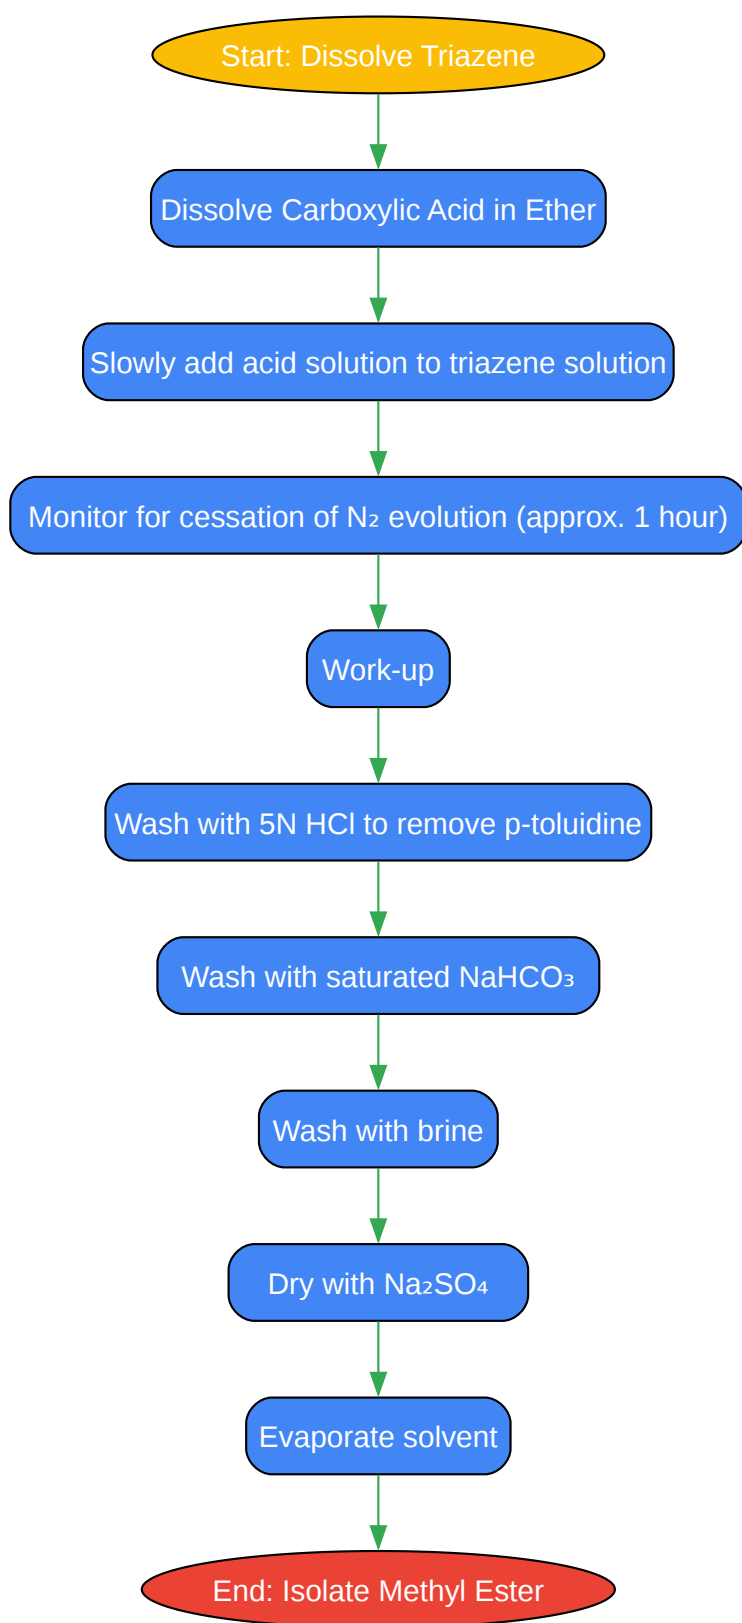 Start: Dissolve Triazene
Dissolve Carboxylic Acid in Ether
Slowly add acid solution to triazene solution
Monitor for cessation of N₂ evolution (approx. 1 hour)
Work-up
Wash with 5N HCl to remove p-toluidine
Wash with saturated NaHCO₃
Wash with brine
Dry with Na₂SO₄
Evaporate solvent
End: Isolate Methyl Ester